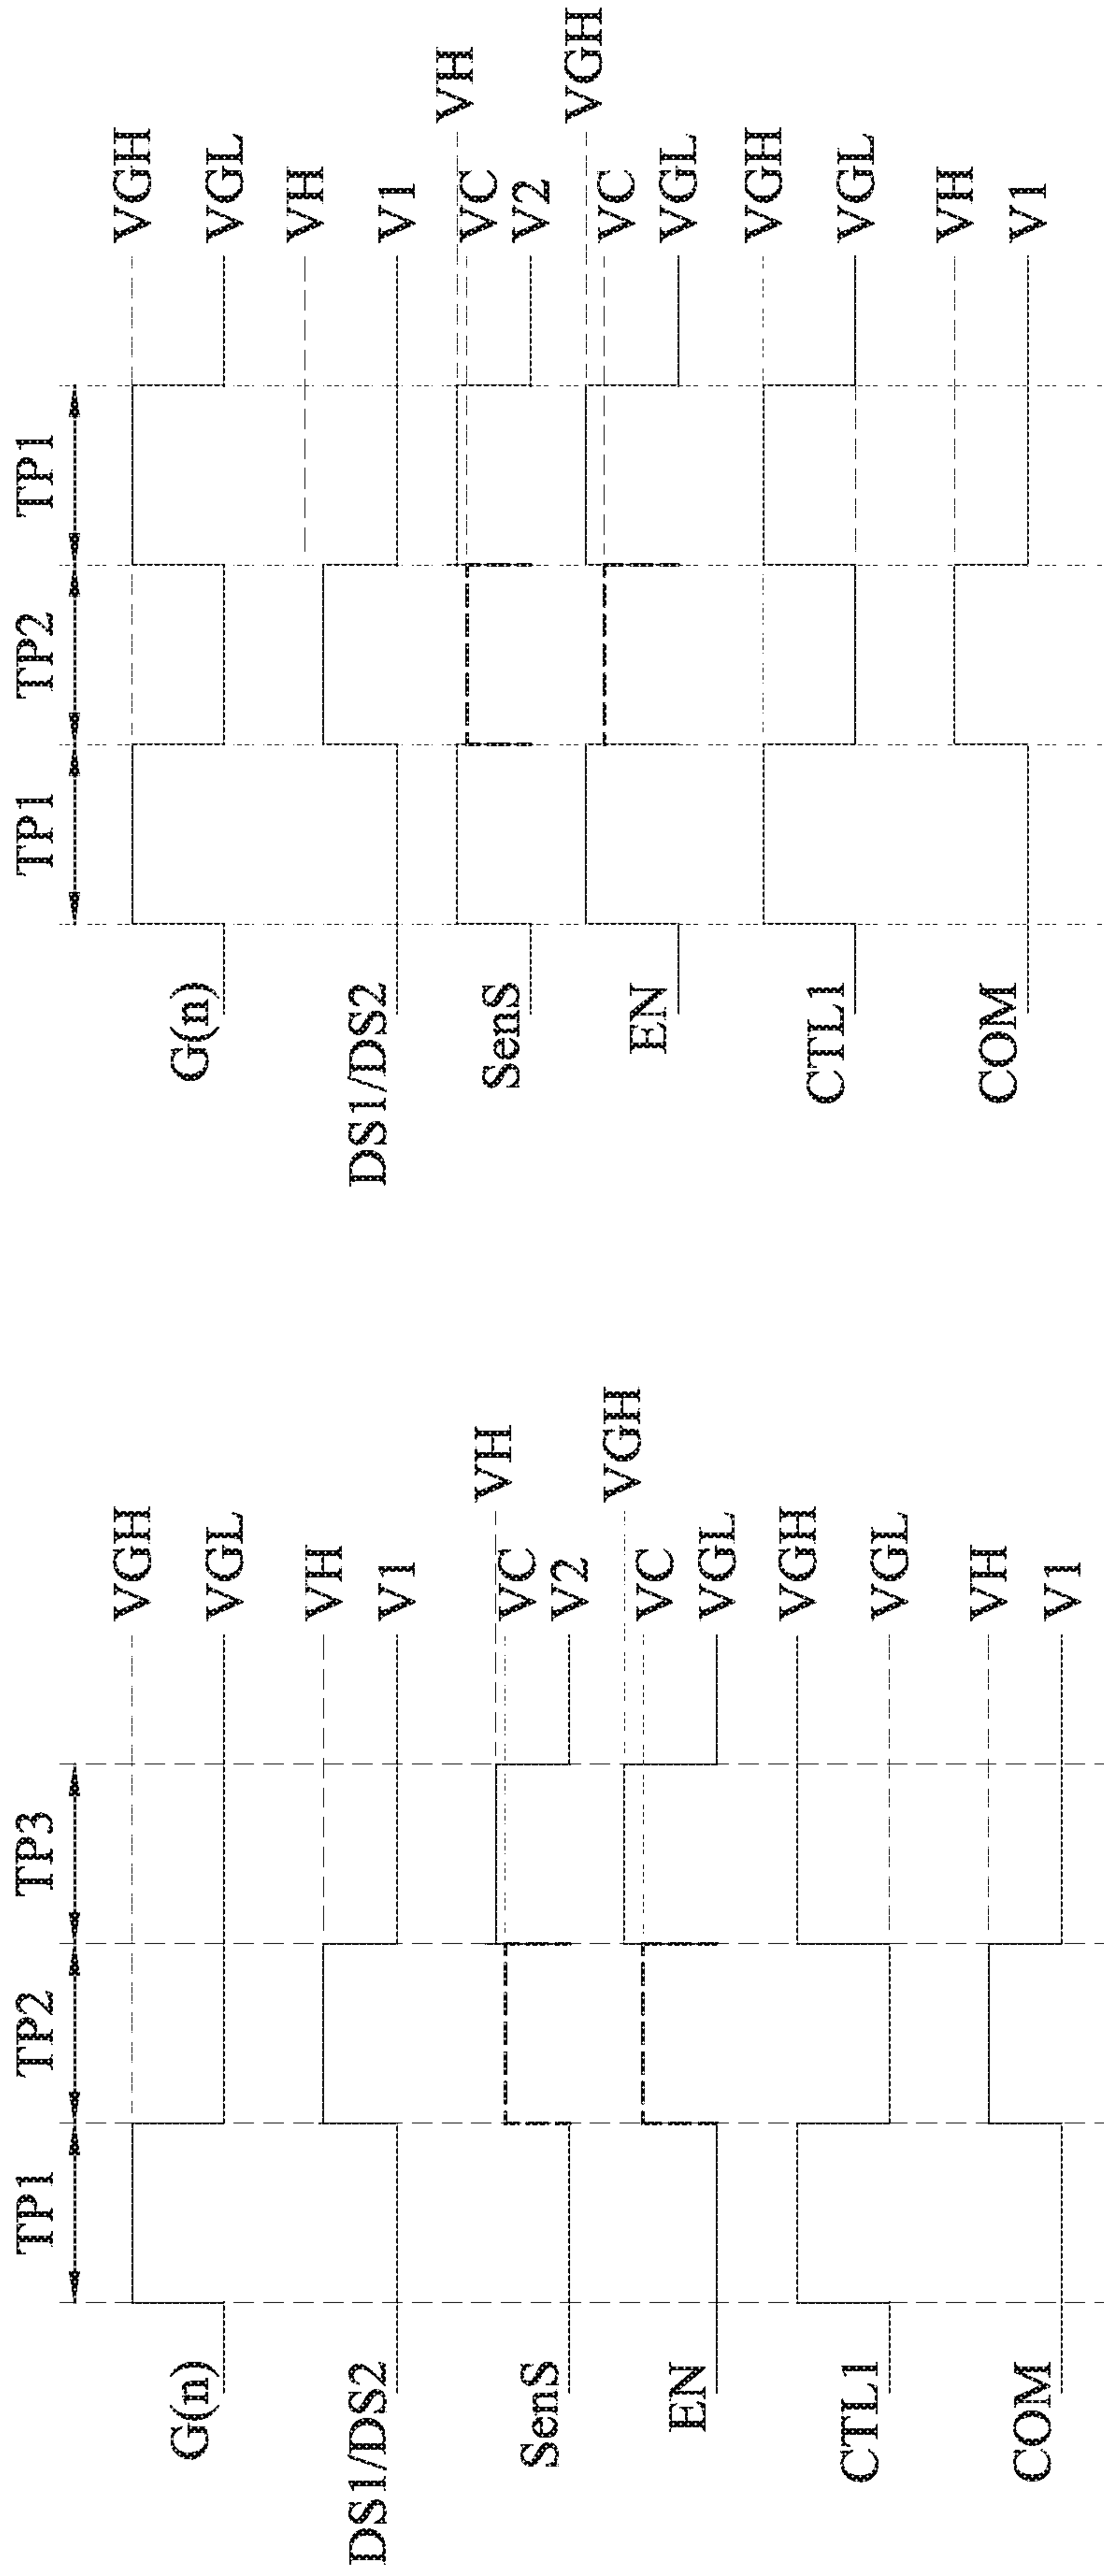 TP1
TP2
TP3
G(n)
VGH
VGL
DS1/DS2
VH
V1
SenS
VH
VC
V2
EN
VGH
VC
VGL
CTL1
VGH
VGL
COM
VH
V1
TP1
TP2
TP1
G(n)
VGH
VGL
DS1/DS2
VH
V1
SenS
VH
VC
V2
EN
VGH
VC
VGL
CTL1
VGH
VGL
COM
VH
V1